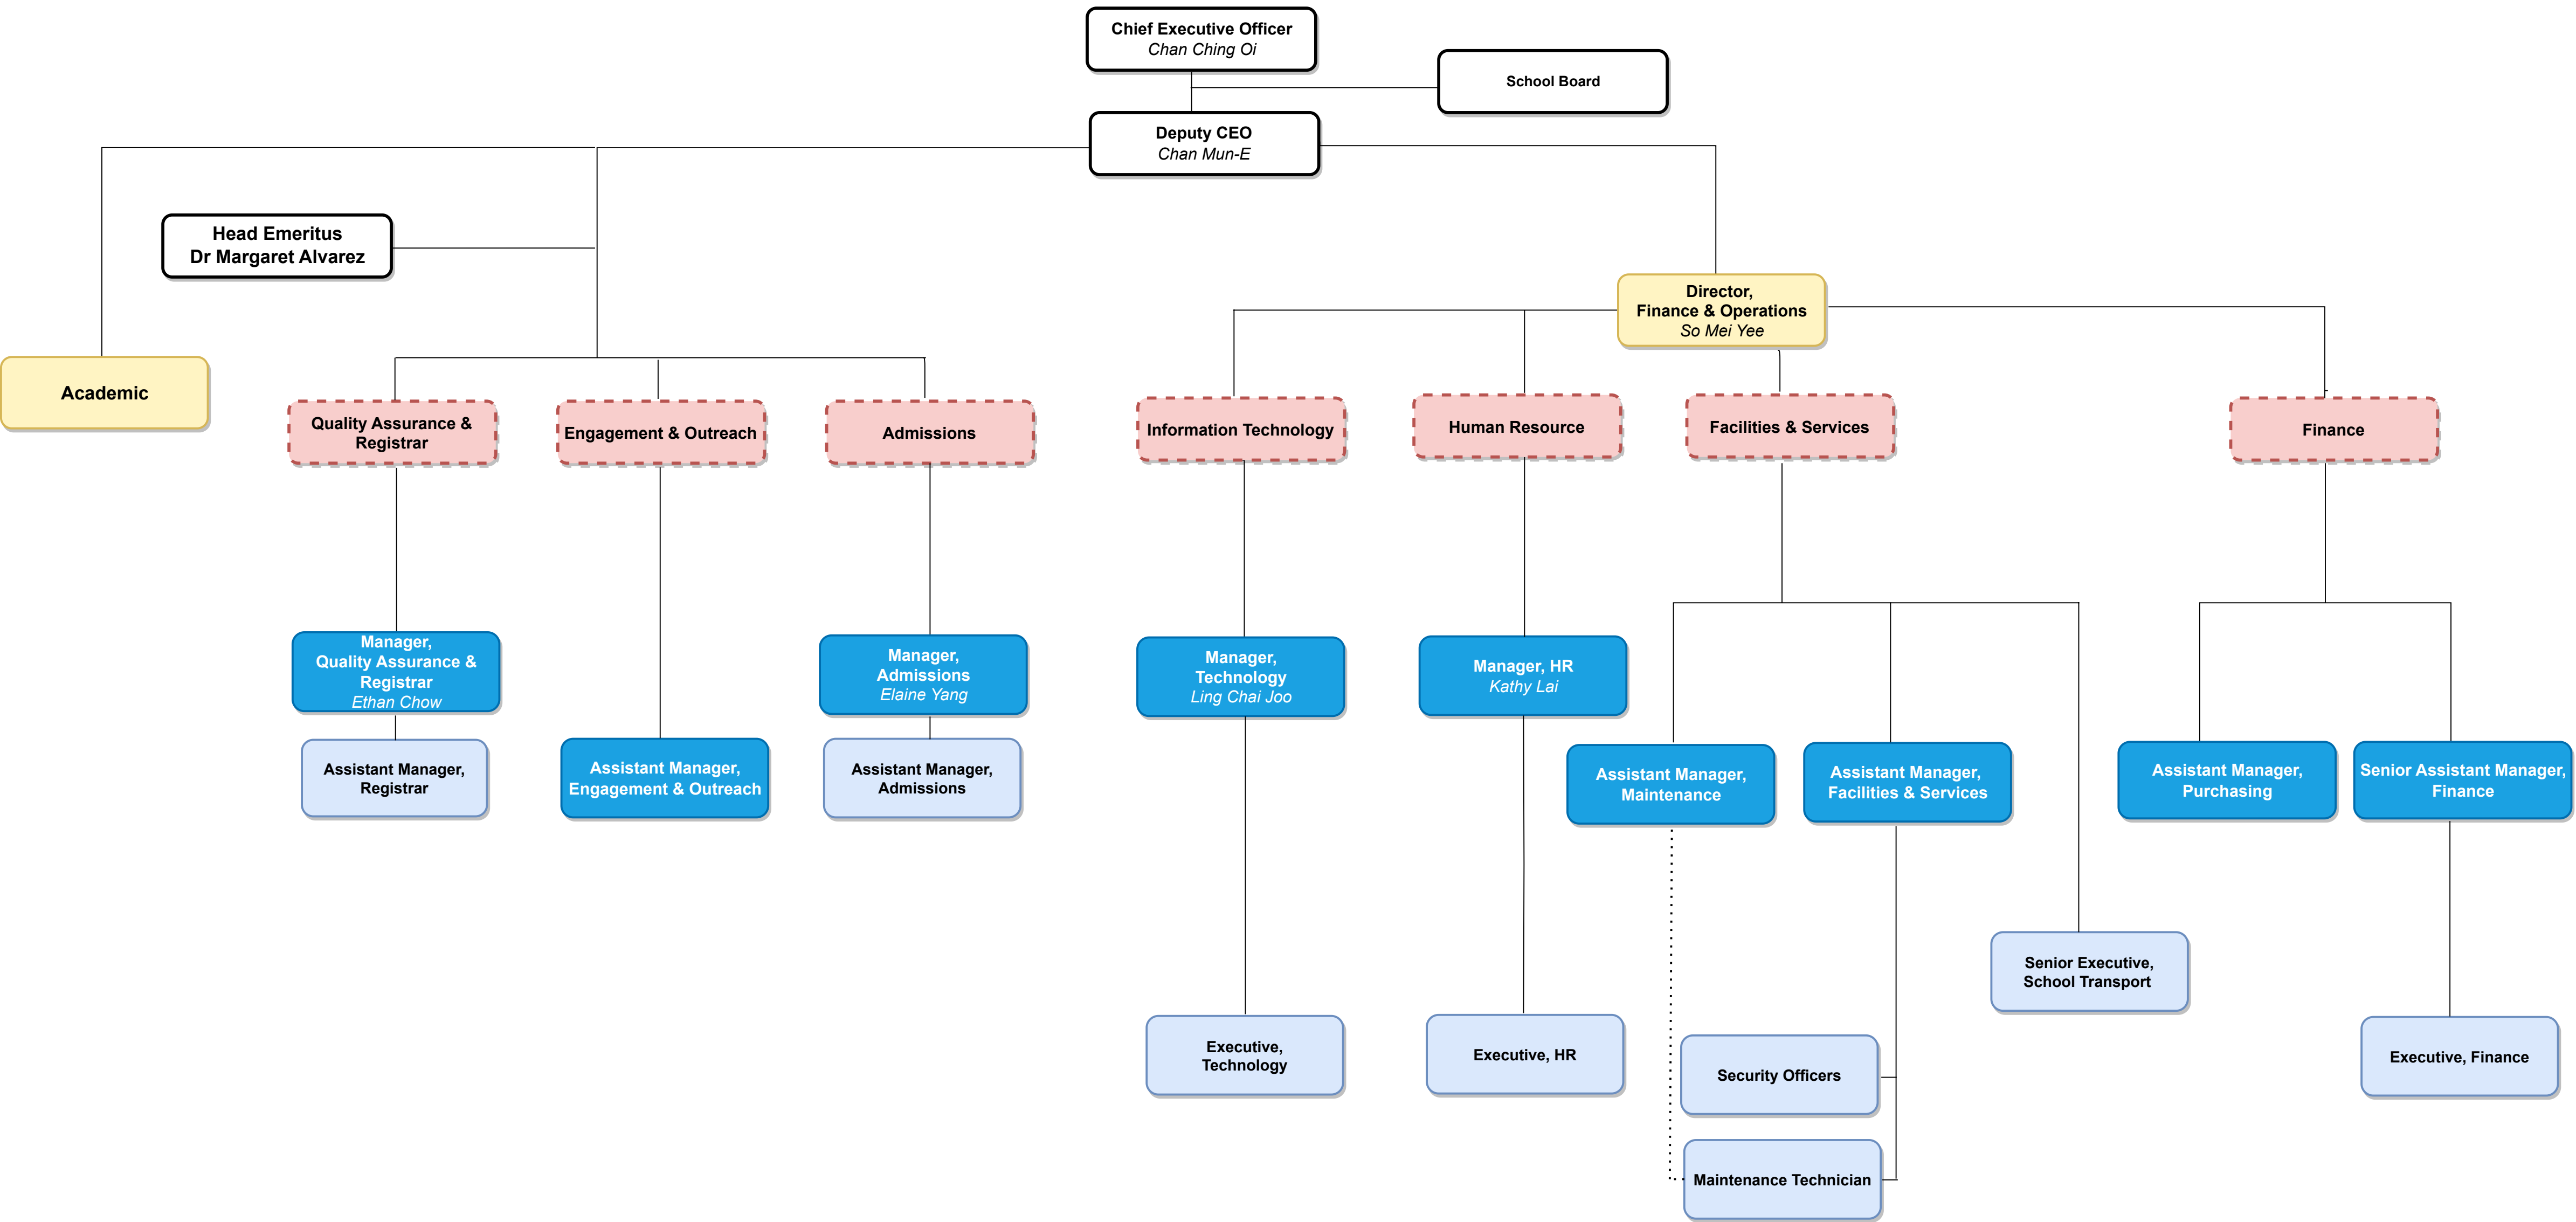 Chief Executive Officer
Chan Ching Oi
School Board
Deputy CEO
Chan Mun-E
Head Emeritus
Dr Margaret Alvarez
Director,
Finance & Operations
So Mei Yee
Academic
Quality Assurance &
Registrar
Engagement & Outreach
Admissions
Information Technology
Human Resource
Facilities & Services
Finance
Manager,
Quality Assurance &
Registrar
Ethan Chow
Manager,
Admissions
Elaine Yang
Manager,
Technology
Ling Chai Joo
Manager, HR
Kathy Lai
Assistant Manager,
Registrar
Assistant Manager,
Engagement & Outreach
Assistant Manager,
Admissions
Assistant Manager,
Maintenance
Assistant Manager,
Facilities & Services
Assistant Manager,
Purchasing
Senior Assistant Manager,
Finance
Senior Executive,
School Transport
Executive,
Technology
Executive, HR
Security Officers
Executive, Finance
Maintenance Technician